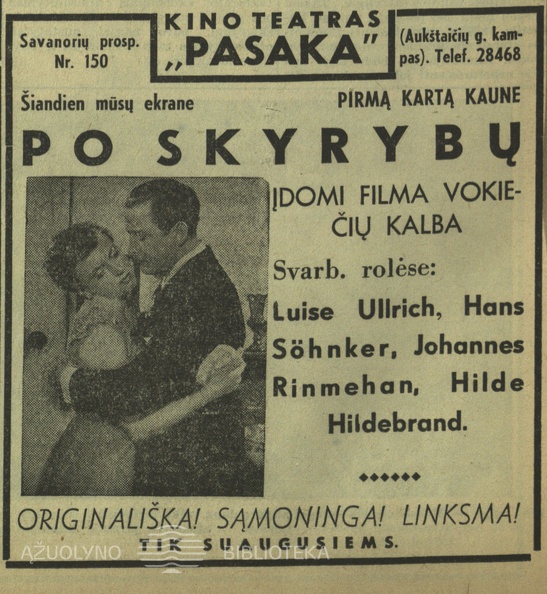 KINO TEATRAS
„PASAKA”
Savanorių prosp.
Nr. 150
(Aukštaičių g. kam-
pas). Telef. 28468
Šiandien mūsų ekrane
PIRMĄ KARTĄ KAUNE
PO SKYRYBŲ
ĮDOMI FILMA VOKIE-
ČIŲ KALBA
Svarb. rolėse:
Luise Ullrich, Hans
Söhnker, Johannes
Rinmehan, Hilde
Hildebrand.
ORIGINALIŠKA! SĄMONINGA! LINKSMA!
TIK SUAUGUSIEMS.
AŽUOLYNO BIBLIOTEKA